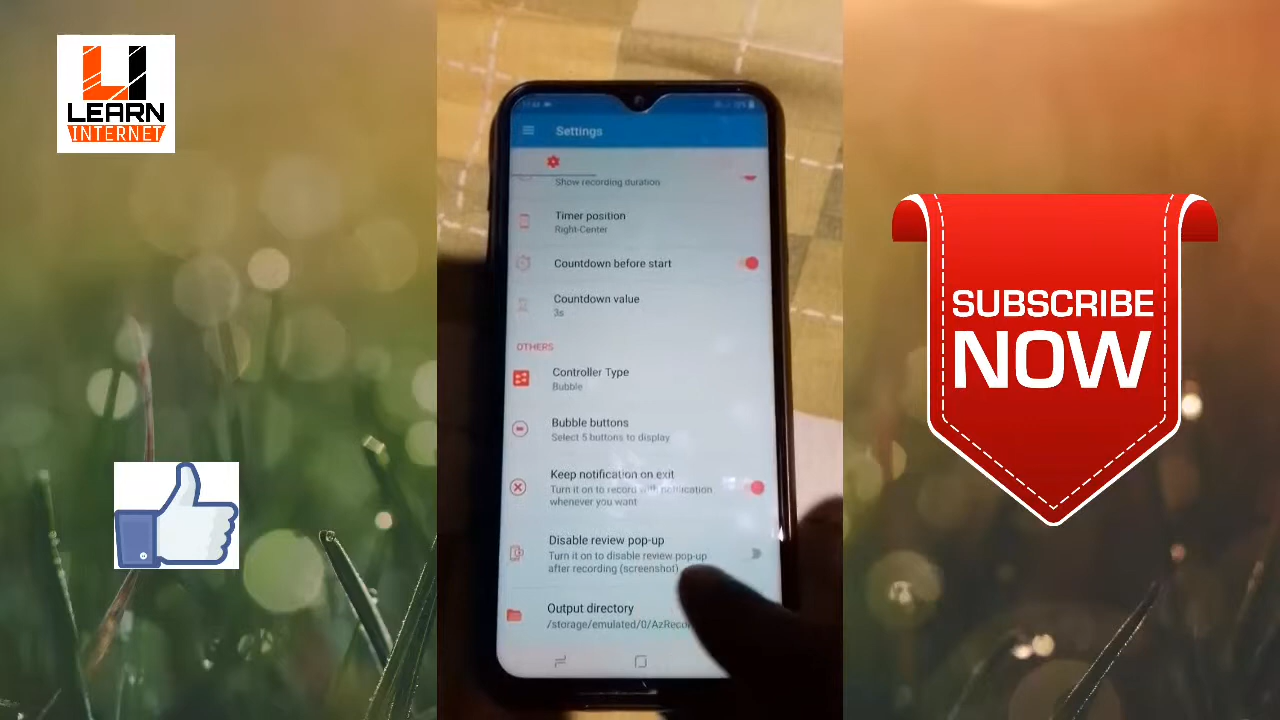 LEARN
INTERNET
Settings
Show recording duration
Timer position
Right-Center
Countdown before start
Countdown value
3s
OTHERS
Controller Type
Bubble
Bubble buttons
Select 5 buttons to display
Keep notification on exit
Turn it on to record with notification
whenever you want
Disable review pop-up
Turn it on to disable review pop-up
after recording (screenshot)
Output directory
/storage/emulated/0/AzReco
SUBSCRIBE
NOW